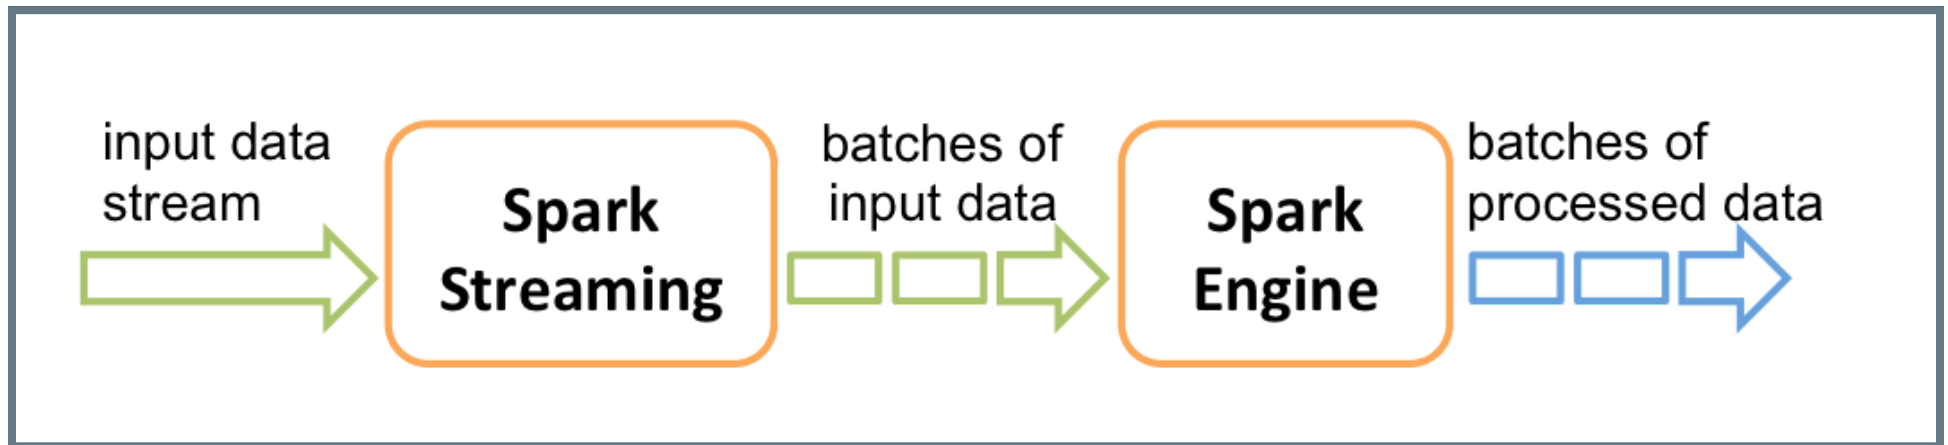 input data
stream
Spark
Streaming
batches of
input data
Spark
Engine
batches of
processed data